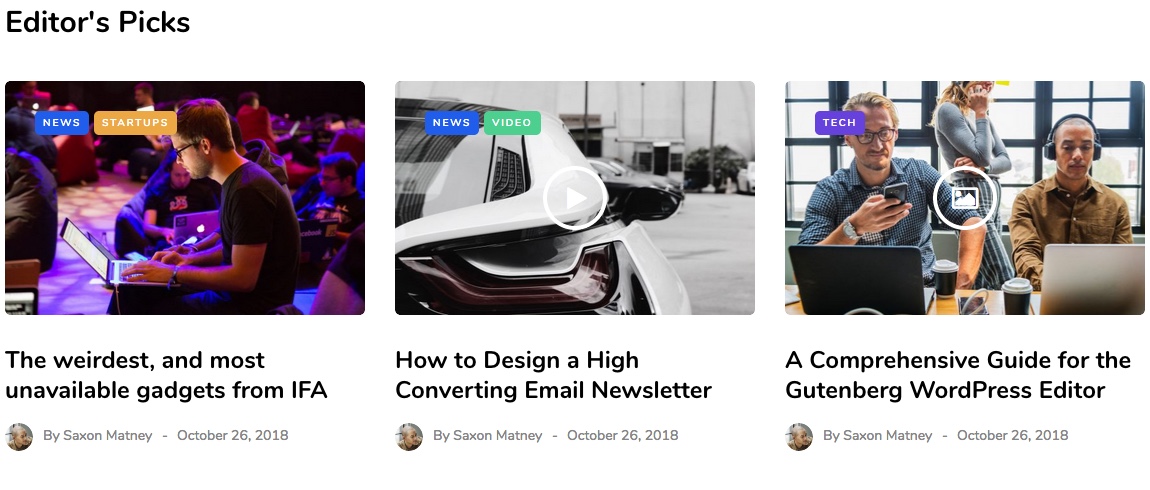 Editor's Picks
NEWS STARTUPS
NEWS VIDEO
TECH
The weirdest, and most
unavailable gadgets from IFA
By Saxon Matney - October 26, 2018
How to Design a High
Converting Email Newsletter
By Saxon Matney - October 26, 2018
A Comprehensive Guide for the
Gutenberg WordPress Editor
By Saxon Matney - October 26, 2018